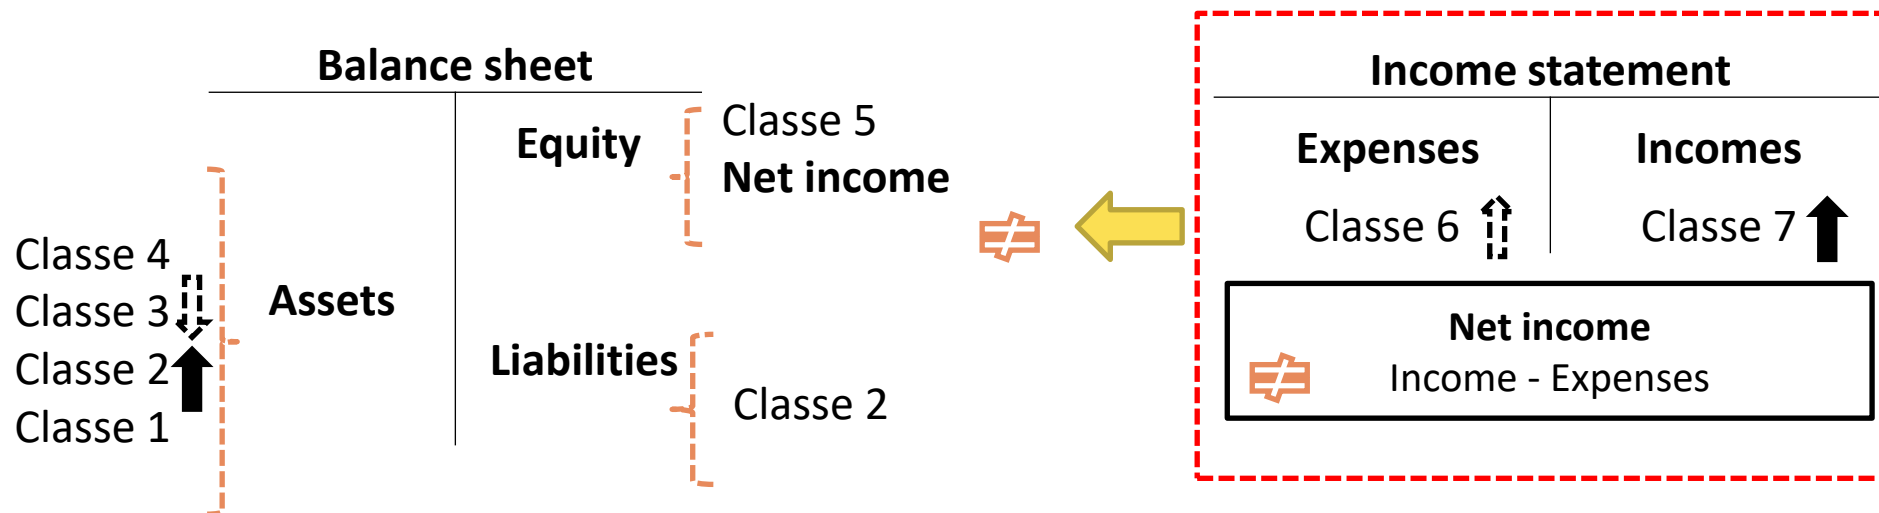 Balance sheet
Classe 4
Classe 3
Classe 2
Classe 1
Assets
Equity
Classe 5
Net income
Liabilities
Classe 2
Income statement
Expenses
Incomes
Classe 6
Classe 7
Net income
Income - Expenses